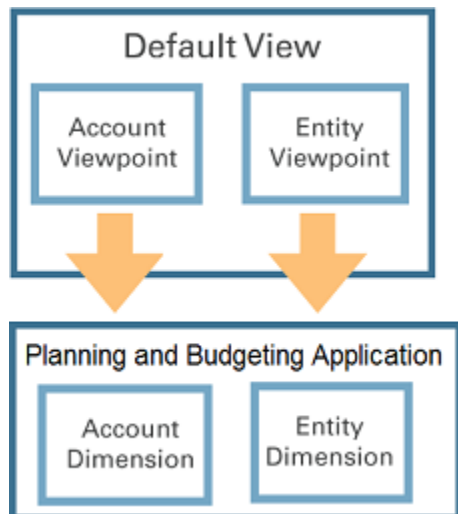 Default View
Account
Viewpoint
Entity
Viewpoint
Planning and Budgeting Application
Account
Dimension
Entity
Dimension